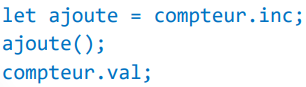 let ajoute = compteur.inc;
ajoute();
compteur.val;